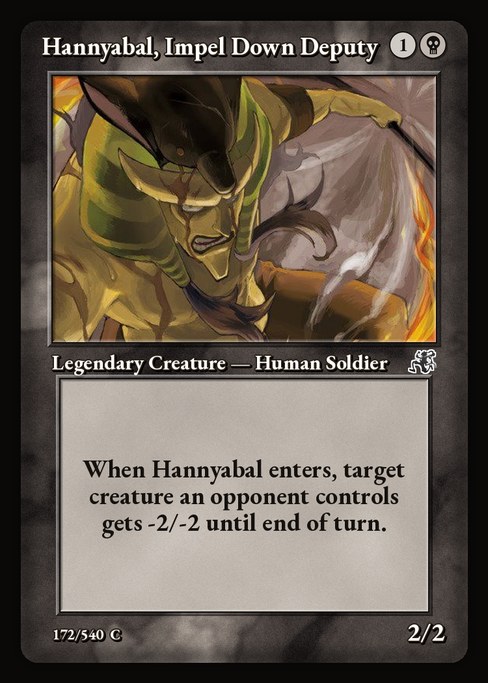 Hannyabal, Impel Down Deputy 1
Legendary Creature — Human Soldier
When Hannyabal enters, target
creature an opponent controls
gets -2/-2 until end of turn.
172/540 C
2/2